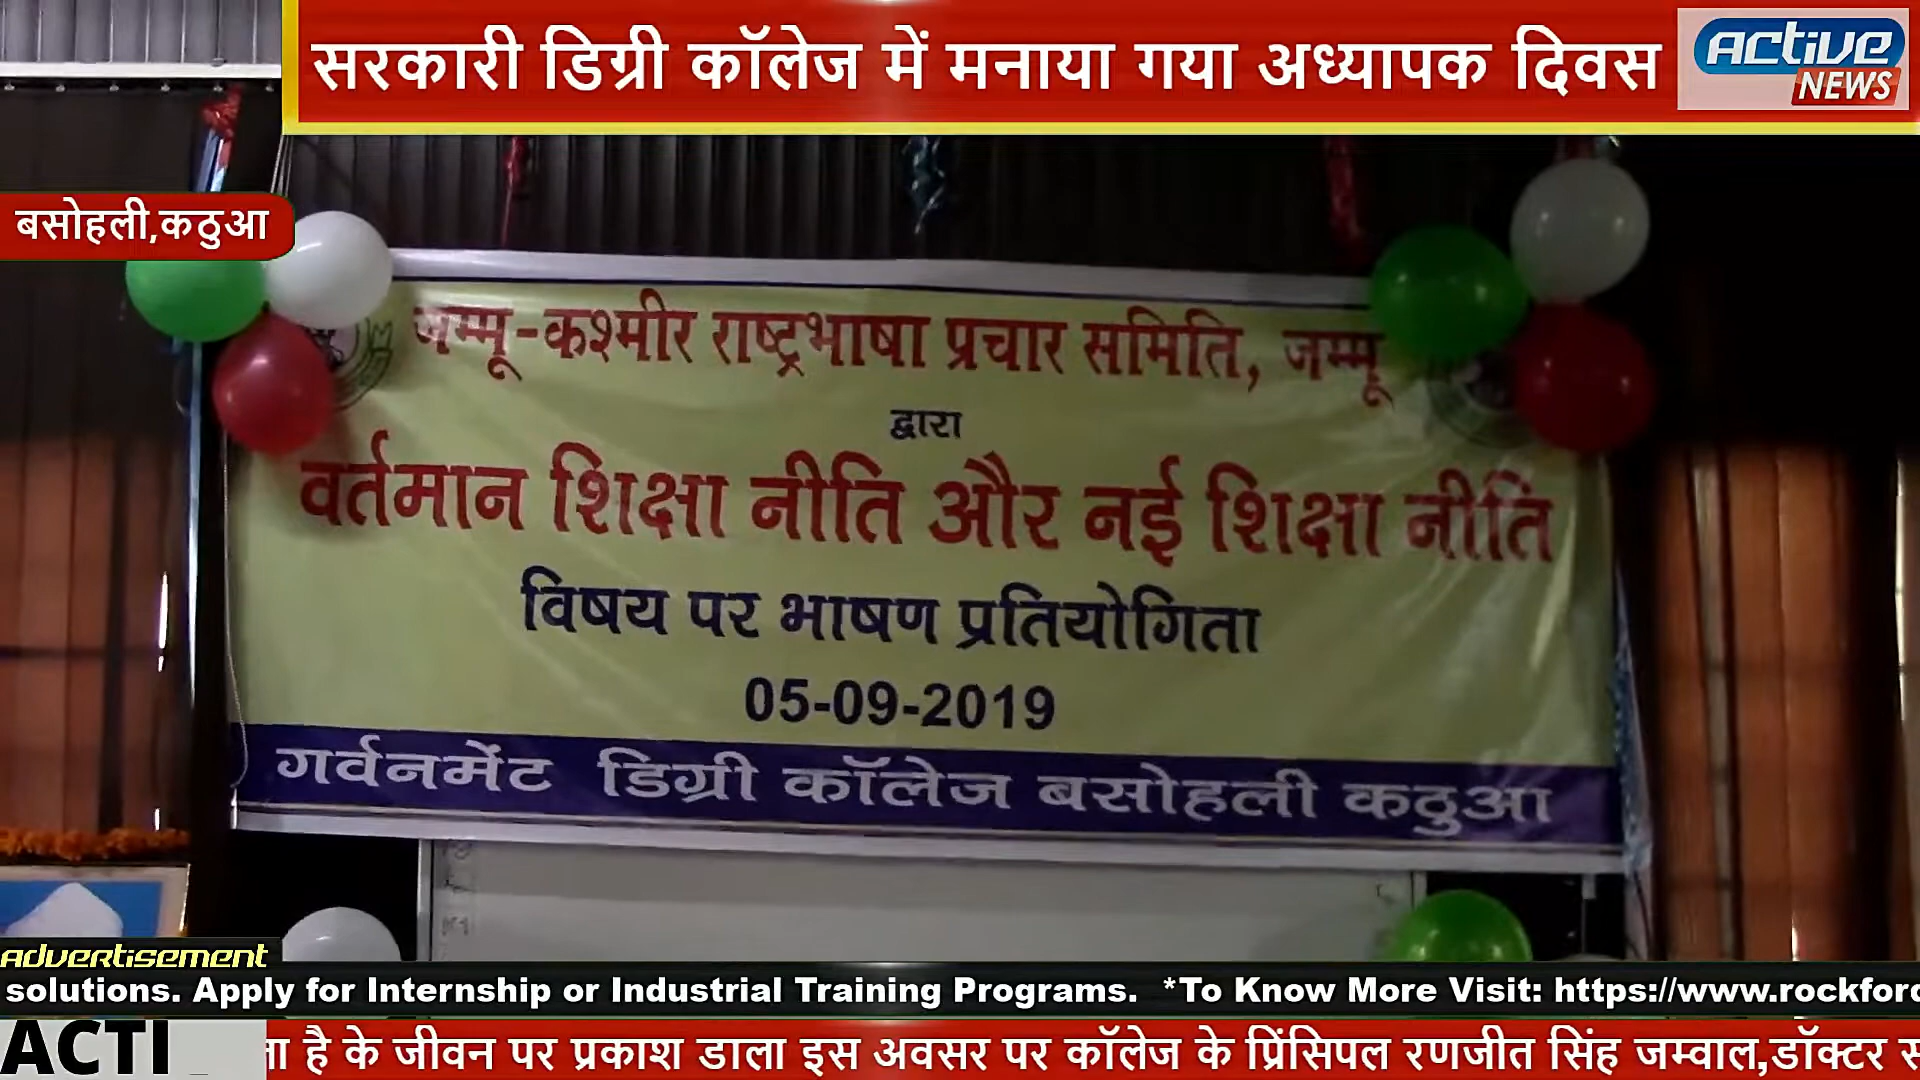 सरकारी डिग्री कॉलेज में मनाया गया अध्यापक दिवस
ACTIVE
NEWS
बसोहली,कठुआ
जम्मू-कश्मीर राष्ट्रभाषा प्रचार समिति, जम्मू
द्वारा
वर्तमान शिक्षा नीति और नई शिक्षा नीति
विषय पर भाषण प्रतियोगिता
05-09-2019
गर्वनमेंट डिग्री कॉलेज बसोहली कठुआ
Advertisement
solutions. Apply for Internship or Industrial Training Programs. *To Know More Visit: https://www.rockford
ACTI
है के जीवन पर प्रकाश डाला इस अवसर पर कॉलेज के प्रिंसिपल रणजीत सिंह जम्वाल,डॉक्टर